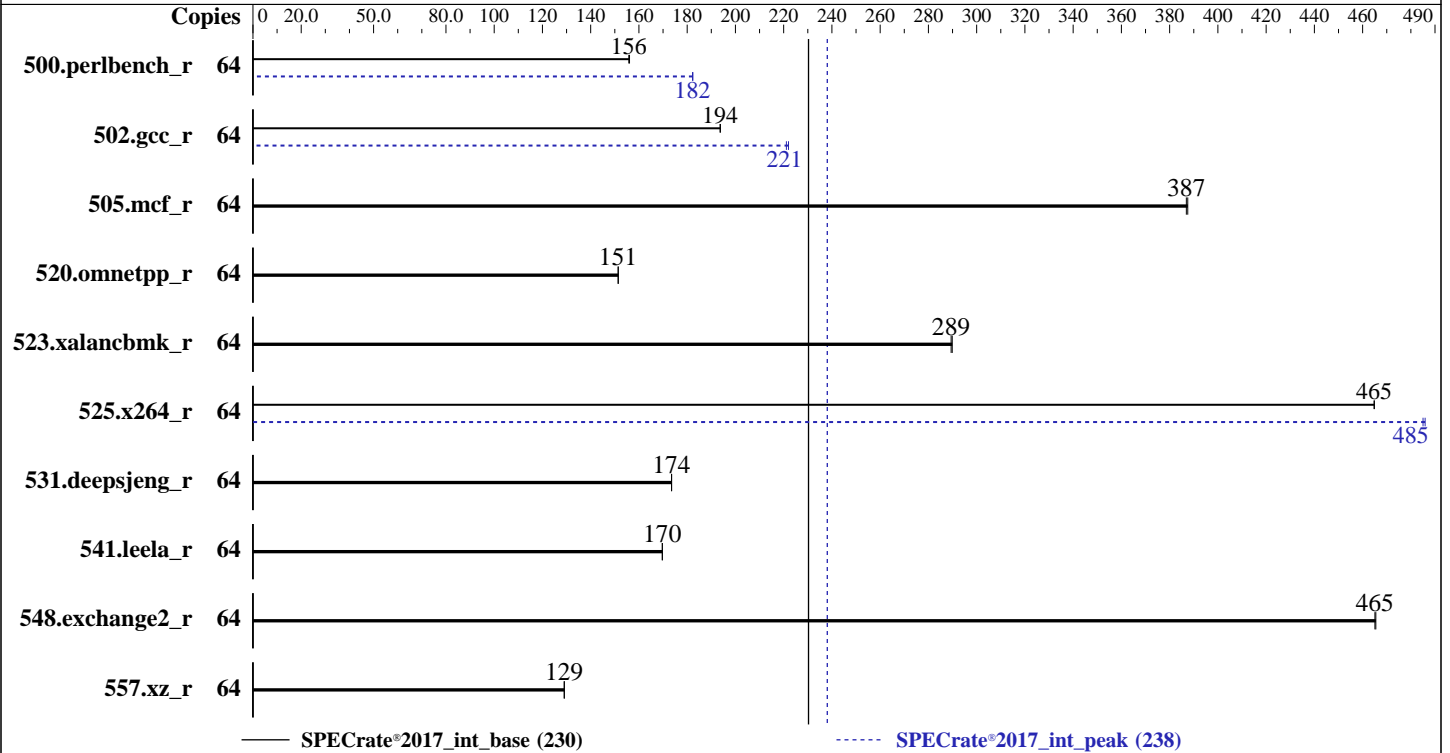 Copies 0 20.0 50.0 80.0 100 120 140 160 180 200 220 240 260 280 300 320 340 360 380 400 420 440 460 490
156
500.perlbench_r 64
182
194
502.gcc_r 64
221
387
505.mcf_r 64
151
520.omnetpp_r 64
289
523.xalancbmk_r 64
465
525.x264_r 64
485
174
531.deepsjeng_r 64
170
541.leela_r 64
465
548.exchange2_r 64
129
557.xz_r 64
SPECrate®2017_int_base (230) SPECrate®2017_int_peak (238)